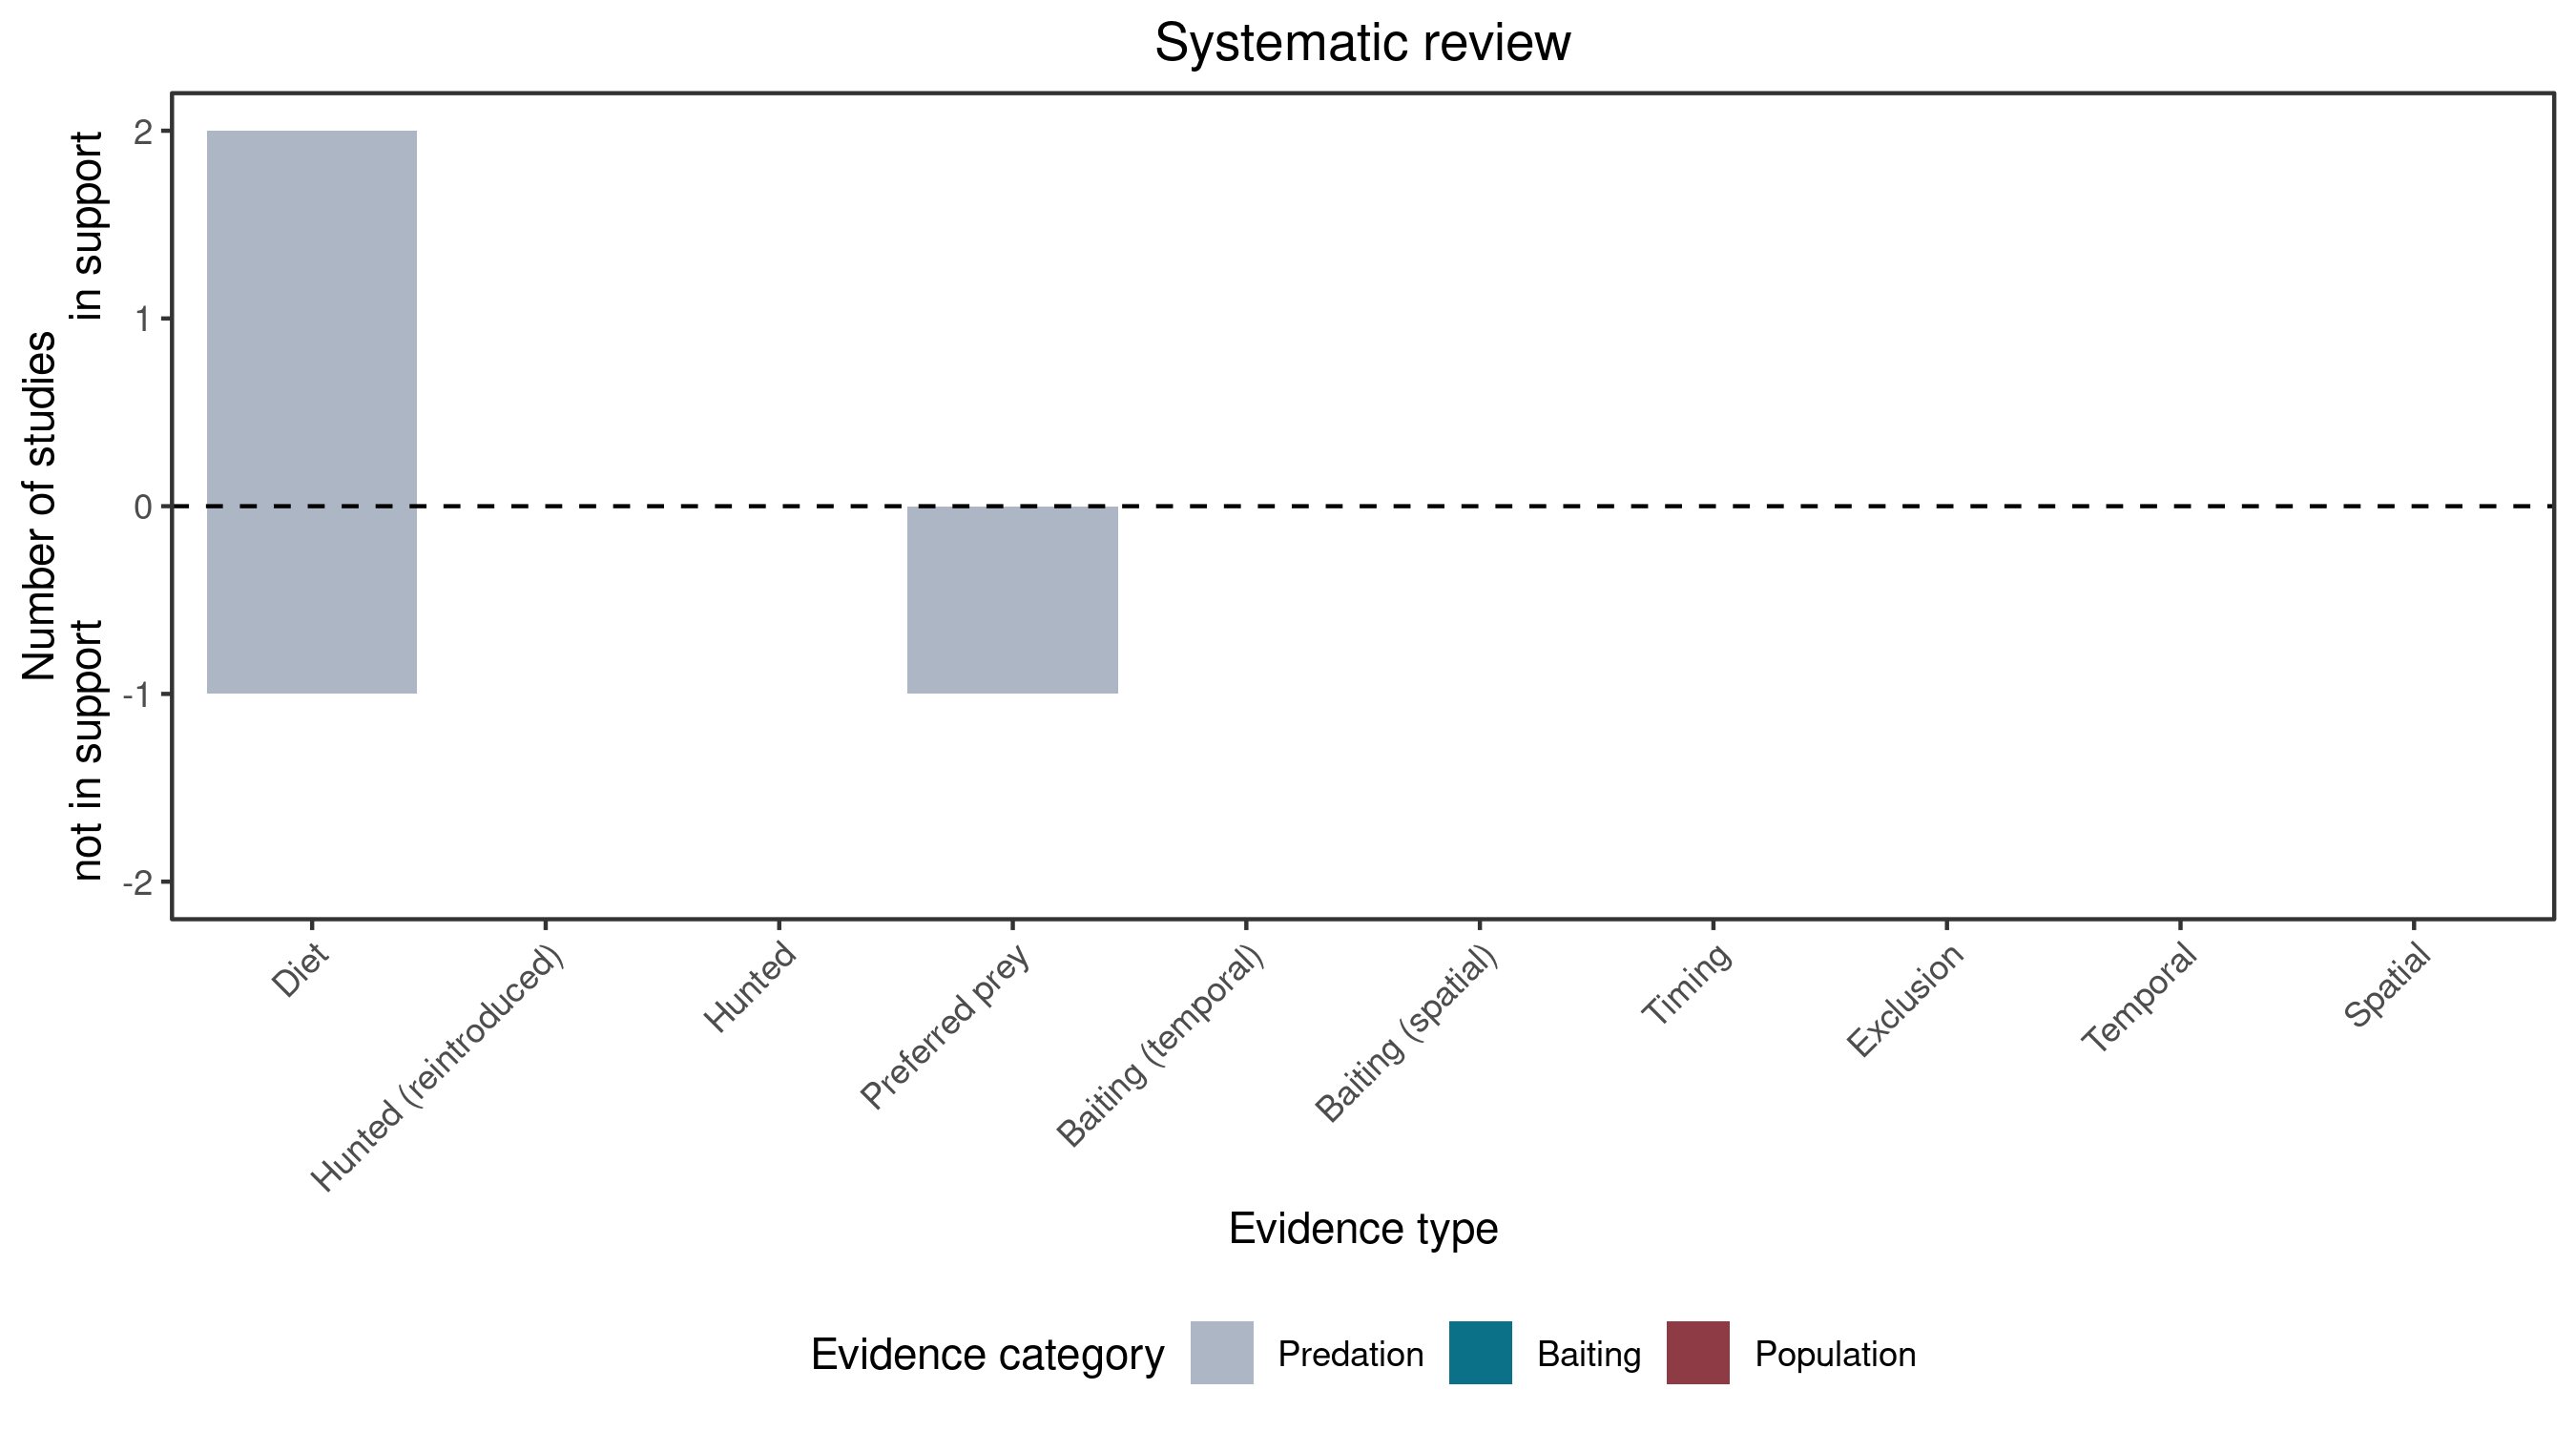 Systematic review
Number of studies
not in support in support
2
1
0
-1
-2
Diet
Hunted (reintroduced)
Hunted
Preferred prey
Baiting (temporal)
Baiting (spatial)
Timing
Exclusion
Temporal
Spatial
Evidence type
Evidence category Predation Baiting Population